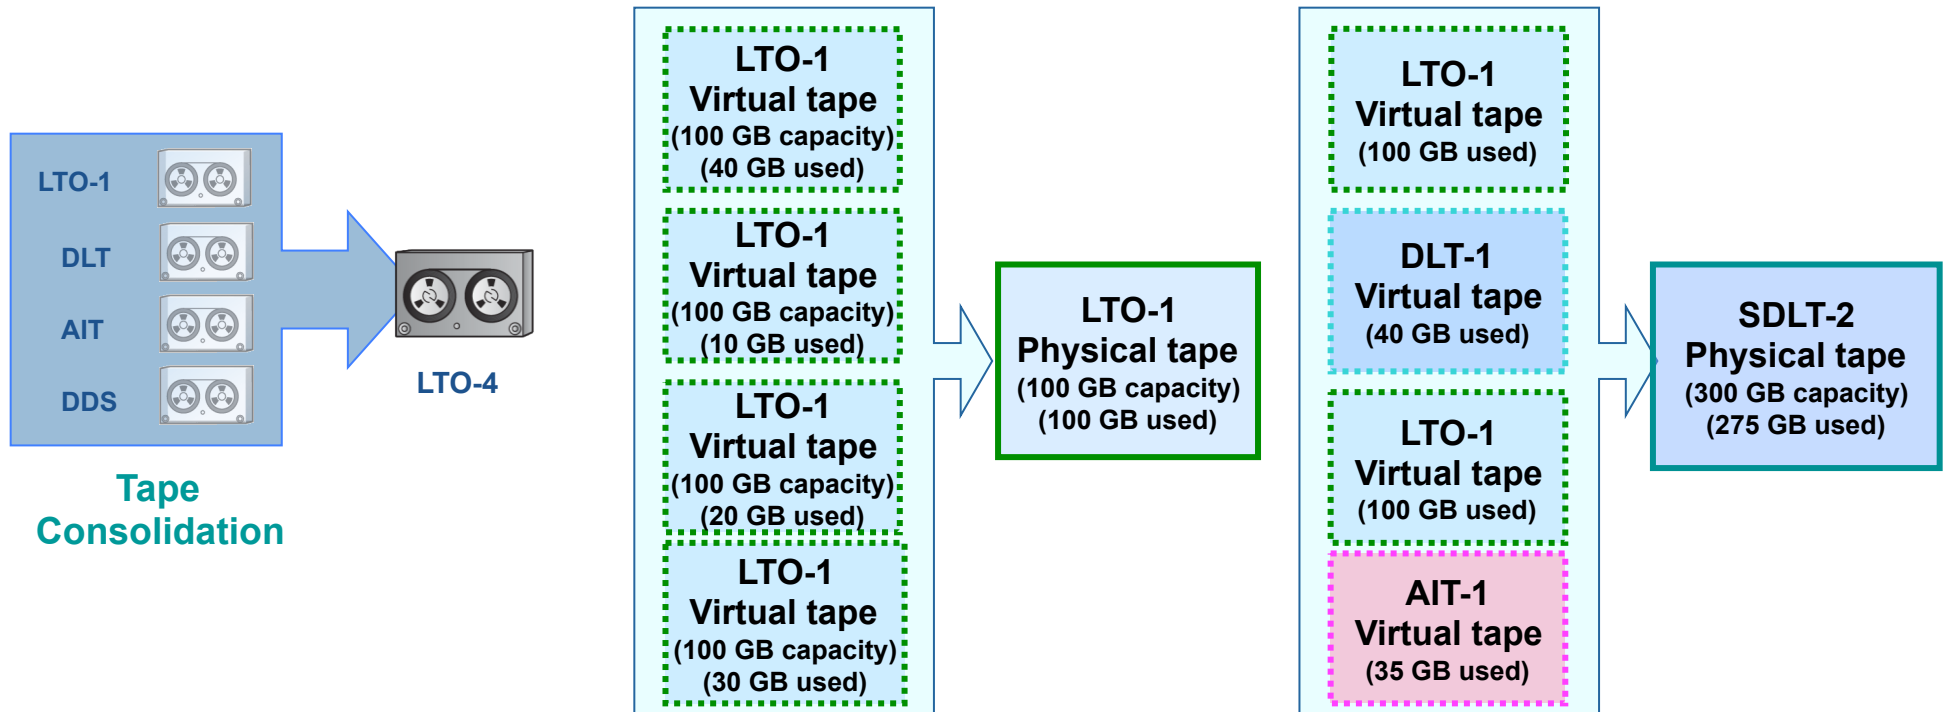 LTO-1
DLT
AIT
DDS
LTO-4
Tape
Consolidation
LTO-1
Virtual tape
(100 GB capacity)
(40 GB used)
LTO-1
Virtual tape
(100 GB capacity)
(10 GB used)
LTO-1
Virtual tape
(100 GB capacity)
(20 GB used)
LTO-1
Virtual tape
(100 GB capacity)
(30 GB used)
LTO-1
Physical tape
(100 GB capacity)
(100 GB used)
LTO-1
Virtual tape
(100 GB used)
DLT-1
Virtual tape
(40 GB used)
LTO-1
Virtual tape
(100 GB used)
AIT-1
Virtual tape
(35 GB used)
SDLT-2
Physical tape
(300 GB capacity)
(275 GB used)